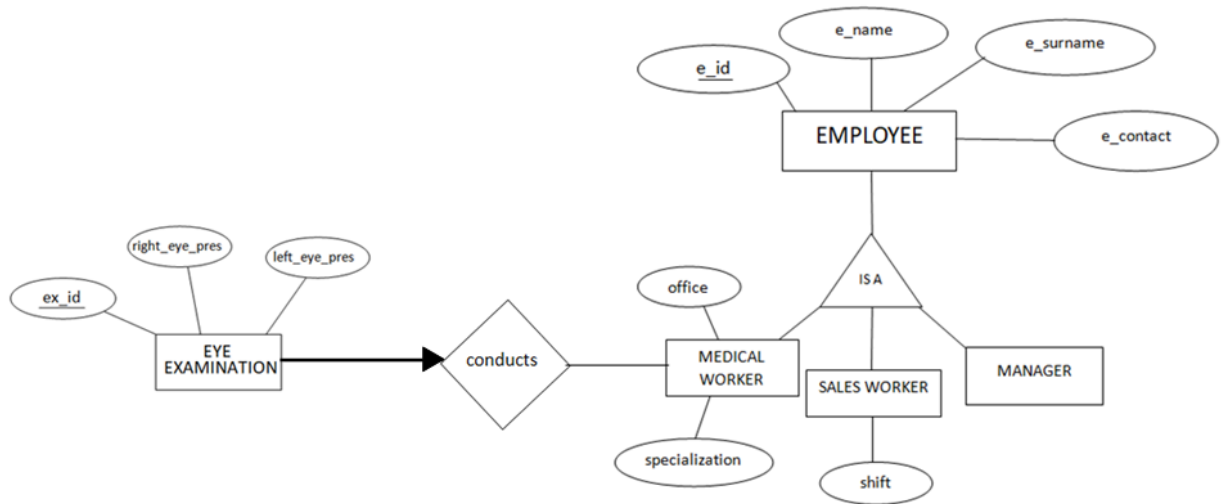 e_name
e_surname
e_id
EMPLOYEE
e_contact
right_eye_pres
left_eye_pres
ex_id
office
IS A
EYE
EXAMINATION
conducts
MEDICAL
WORKER
SALES WORKER
MANAGER
specialization
shift